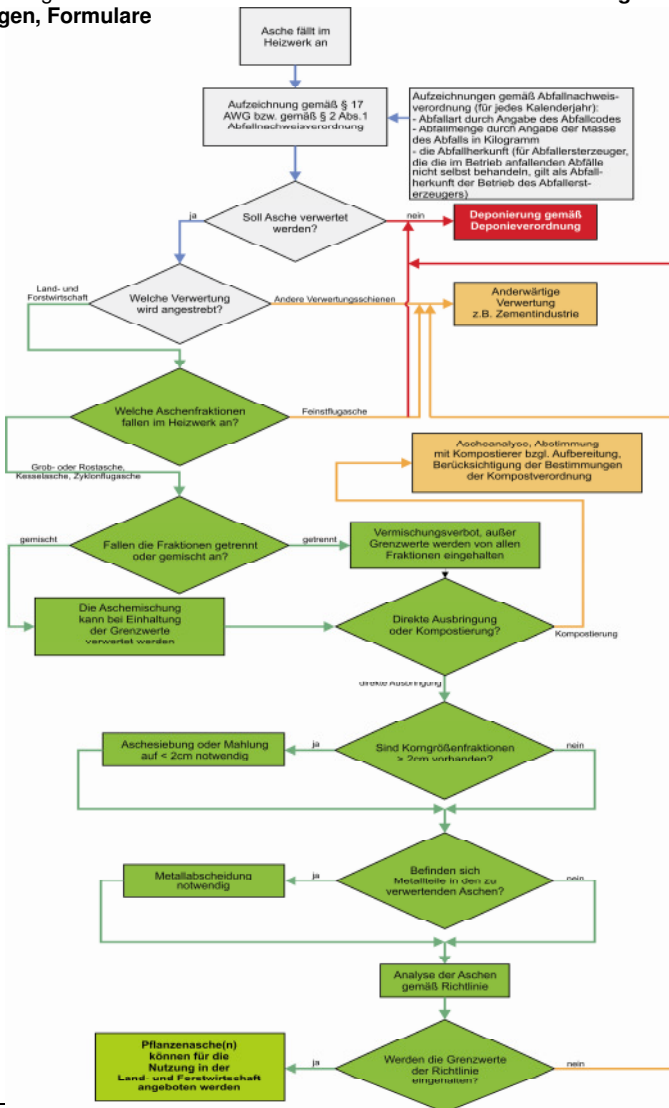 gen, Formulare
Asche fällt im
Heizwerk an
Aufzeichnung gemäß § 17
AWG bzw. gemäß § 2 Abs.1
Abfallnachweisverordnung
Aufzeichnungen gemäß Abfallnachweis-
verordnung (für jedes Kalenderjahr):
- Abfallart durch Angabe des Abfallcodes
- Abfallmenge durch Angabe der Masse
des Abfalls in Kilogramm
- die Abfallherkunft (für Abfallersterzeuger,
die die im Betrieb anfallenden Abfälle
nicht selbst behandeln, gilt als Abfall-
herkunft der Betrieb des Abfallerst-
erzeugers)
ja
Soll Asche verwertet
werden?
nein
Deponierung gemäß
Deponieverordnung
Land- und
Forstwirtschaft
Welche Verwertung
wird angestrebt?
Andere Verwertungsschienen
Anderwärtige
Verwertung
z.B. Zementindustrie
Welche Aschenfraktionen
fallen im Heizwerk an?
Feinstflugasche
Grob- oder Rostasche,
Kesselasche, Zyklonflugasche
Ascheanalyse, Abstimmung
mit Kompostierer bzgl. Aufbereitung,
Berücksichtigung der Bestimmungen
der Kompostverordnung
gemischt
Fallen die Fraktionen getrennt
oder gemischt an?
getrennt
Vermischungsverbot, außer
Grenzwerte werden von allen
Fraktionen eingehalten
Die Aschemischung
kann bei Einhaltung
der Grenzwerte
verwertet werden
Direkte Ausbringung
oder Kompostierung?
Kompostierung
direkte Ausbringung
Aschesiebung oder Mahlung
auf < 2cm notwendig
ja
Sind Korngrößenfraktionen
> 2cm vorhanden?
nein
Metallabscheidung
notwendig
ja
Befinden sich
Metallteile in den zu
verwertenden Aschen?
nein
Analyse der Aschen
gemäß Richtlinie
Pflanzenasche(n)
können für die
Nutzung in der
Land- und Forstwirtschaft
angeboten werden
ja
Werden die Grenzwerte
der Richtlinie
eingehalten?
nein